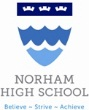 NORHAM
HIGH SCHOOL
Believe ~ Strive ~ Achieve